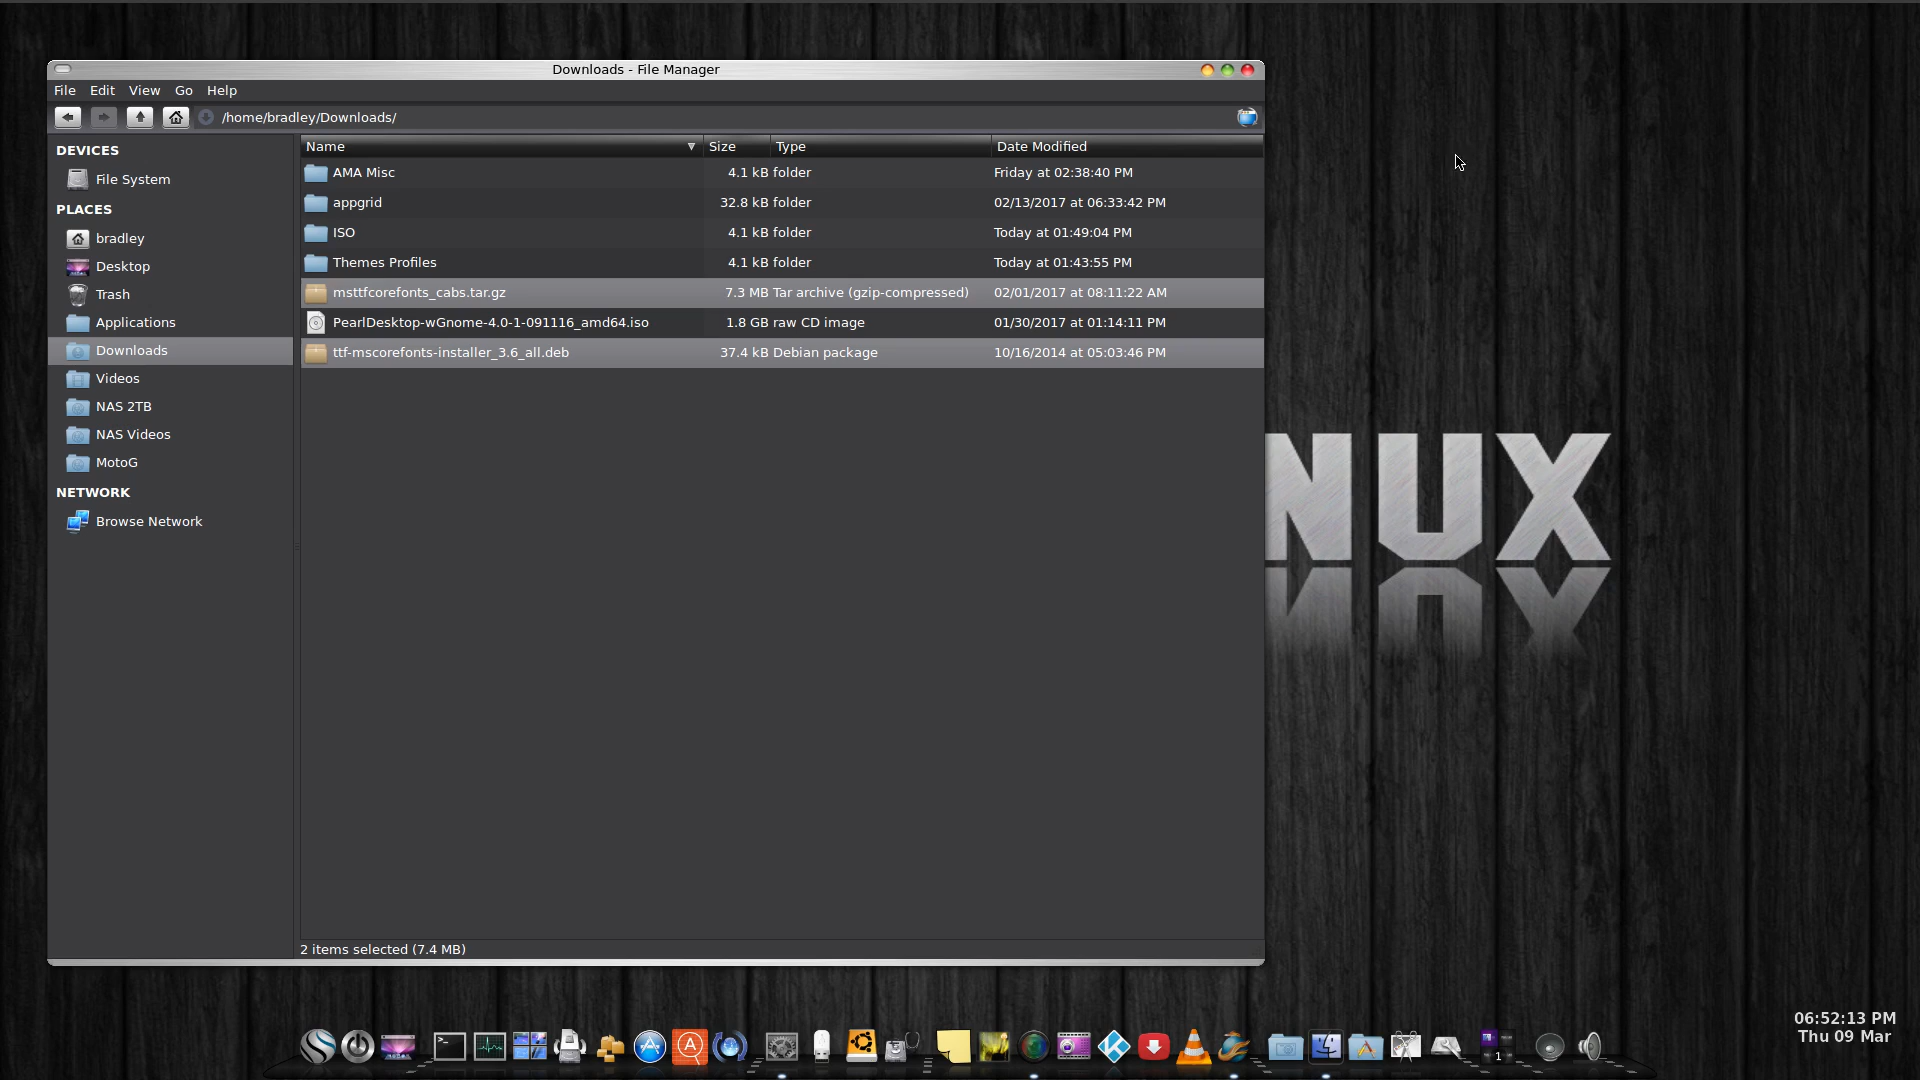 Downloads - File Manager
File Edit View Go Help
/home/bradley/Downloads/
DEVICES
File System
PLACES
bradley
Desktop
Trash
Applications
Downloads
Videos
NAS 2TB
NAS Videos
MotoG
NETWORK
Browse Network
Name Size Type Date Modified
AMA Misc 4.1 kB folder Friday at 02:38:40 PM
appgrid 32.8 kB folder 02/13/2017 at 06:33:42 PM
ISO 4.1 kB folder Today at 01:49:04 PM
Themes Profiles 4.1 kB folder Today at 01:43:55 PM
msttfcorefonts_cabs.tar.gz 7.3 MB Tar archive (gzip-compressed) 02/01/2017 at 08:11:22 AM
PearlDesktop-wGnome-4.0-1-091116_amd64.iso 1.8 GB raw CD image 01/30/2017 at 01:14:11 PM
ttf-mscorefonts-installer_3.6_all.deb 37.4 kB Debian package 10/16/2014 at 05:03:46 PM
2 items selected (7.4 MB)
NUX
1
06:52:13 PM
Thu 09 Mar